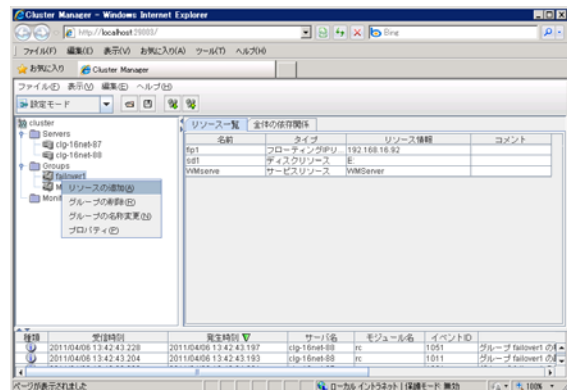 Cluster Manager - Windows Internet Explorer
http://localhost:29003/
Bing
ファイル(F) 編集(E) 表示(V) お気に入り(A) ツール(T) ヘルプ(H)
お気に入り Cluster Manager
ファイル(F) 表示(V) 編集(E) ヘルプ(H)
設定モード
cluster
Servers
clg-16net-87
clg-16net-88
Groups
failover1
M
Monit
リソースの追加(A)
グループの削除(R)
グループの名称変更(N)
プロパティ(P)
リソース一覧 全体の依存関係
名前 タイプ リソース情報 コメント
fip1 フローティングIPリ... 192.168.16.92
sd1 ディスクリソース E:
WMserve サービスリソース WMServer
種類 受信時刻 発生時刻 サーバ名 モジュール名 イベントID
2011/04/06 13:42:43.228 2011/04/06 13:42:43.197 clg-16net-88 rc 1051 グループ failover1 の
2011/04/06 13:42:43.204 2011/04/06 13:42:43.193 clg-16net-88 rc 1011 グループ failover1 の
ページが表示されました ローカル イントラネット | 保護モード: 無効 100%